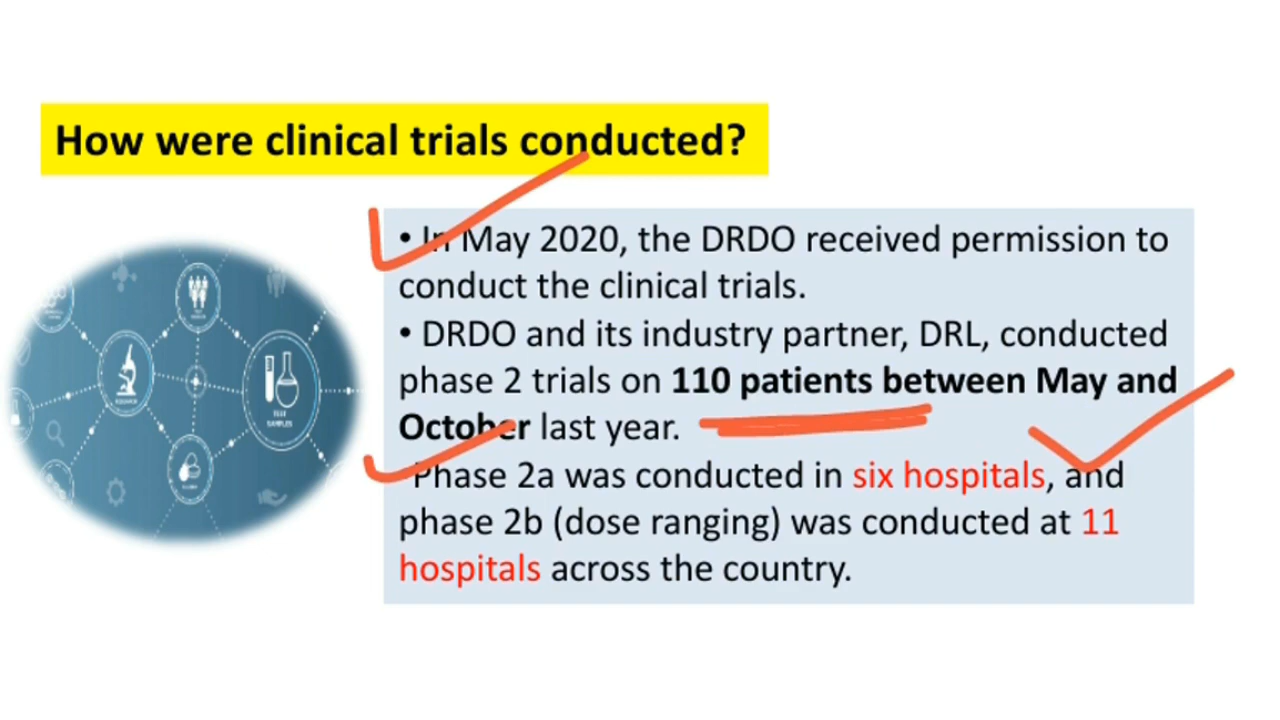 How were clinical trials conducted?
• In May 2020, the DRDO received permission to
conduct the clinical trials.
• DRDO and its industry partner, DRL, conducted
phase 2 trials on 110 patients between May and
October last year.
Phase 2a was conducted in six hospitals, and
phase 2b (dose ranging) was conducted at 11
hospitals across the country.
TEST
SAMPLES